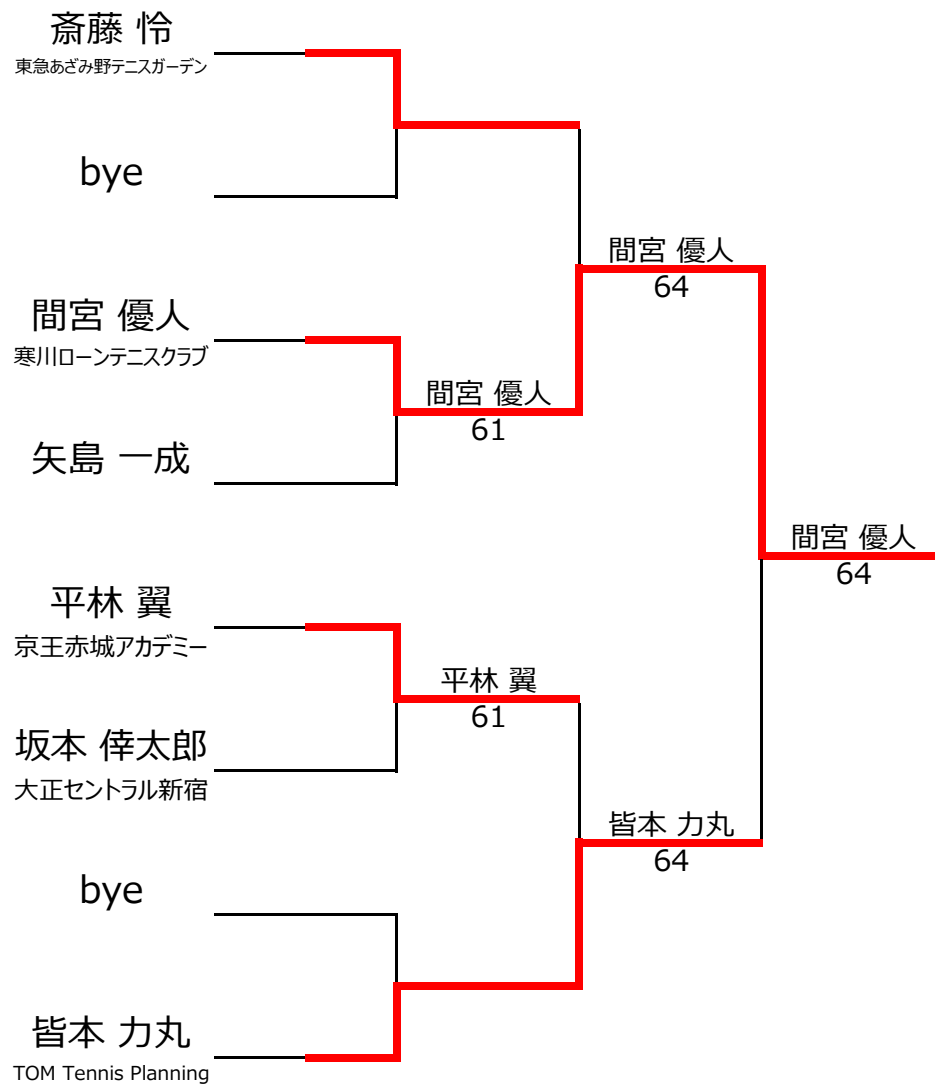 斎藤 怜
東急あざみ野テニスガーデン
bye
間宮 優人
64
間宮 優人
寒川ローンテニスクラブ
間宮 優人
61
矢島 一成
間宮 優人
64
平林 翼
京王赤城アカデミー
平林 翼
61
坂本 倖太郎
大正セントラル新宿
皆本 力丸
64
bye
皆本 力丸
TOM Tennis Planning